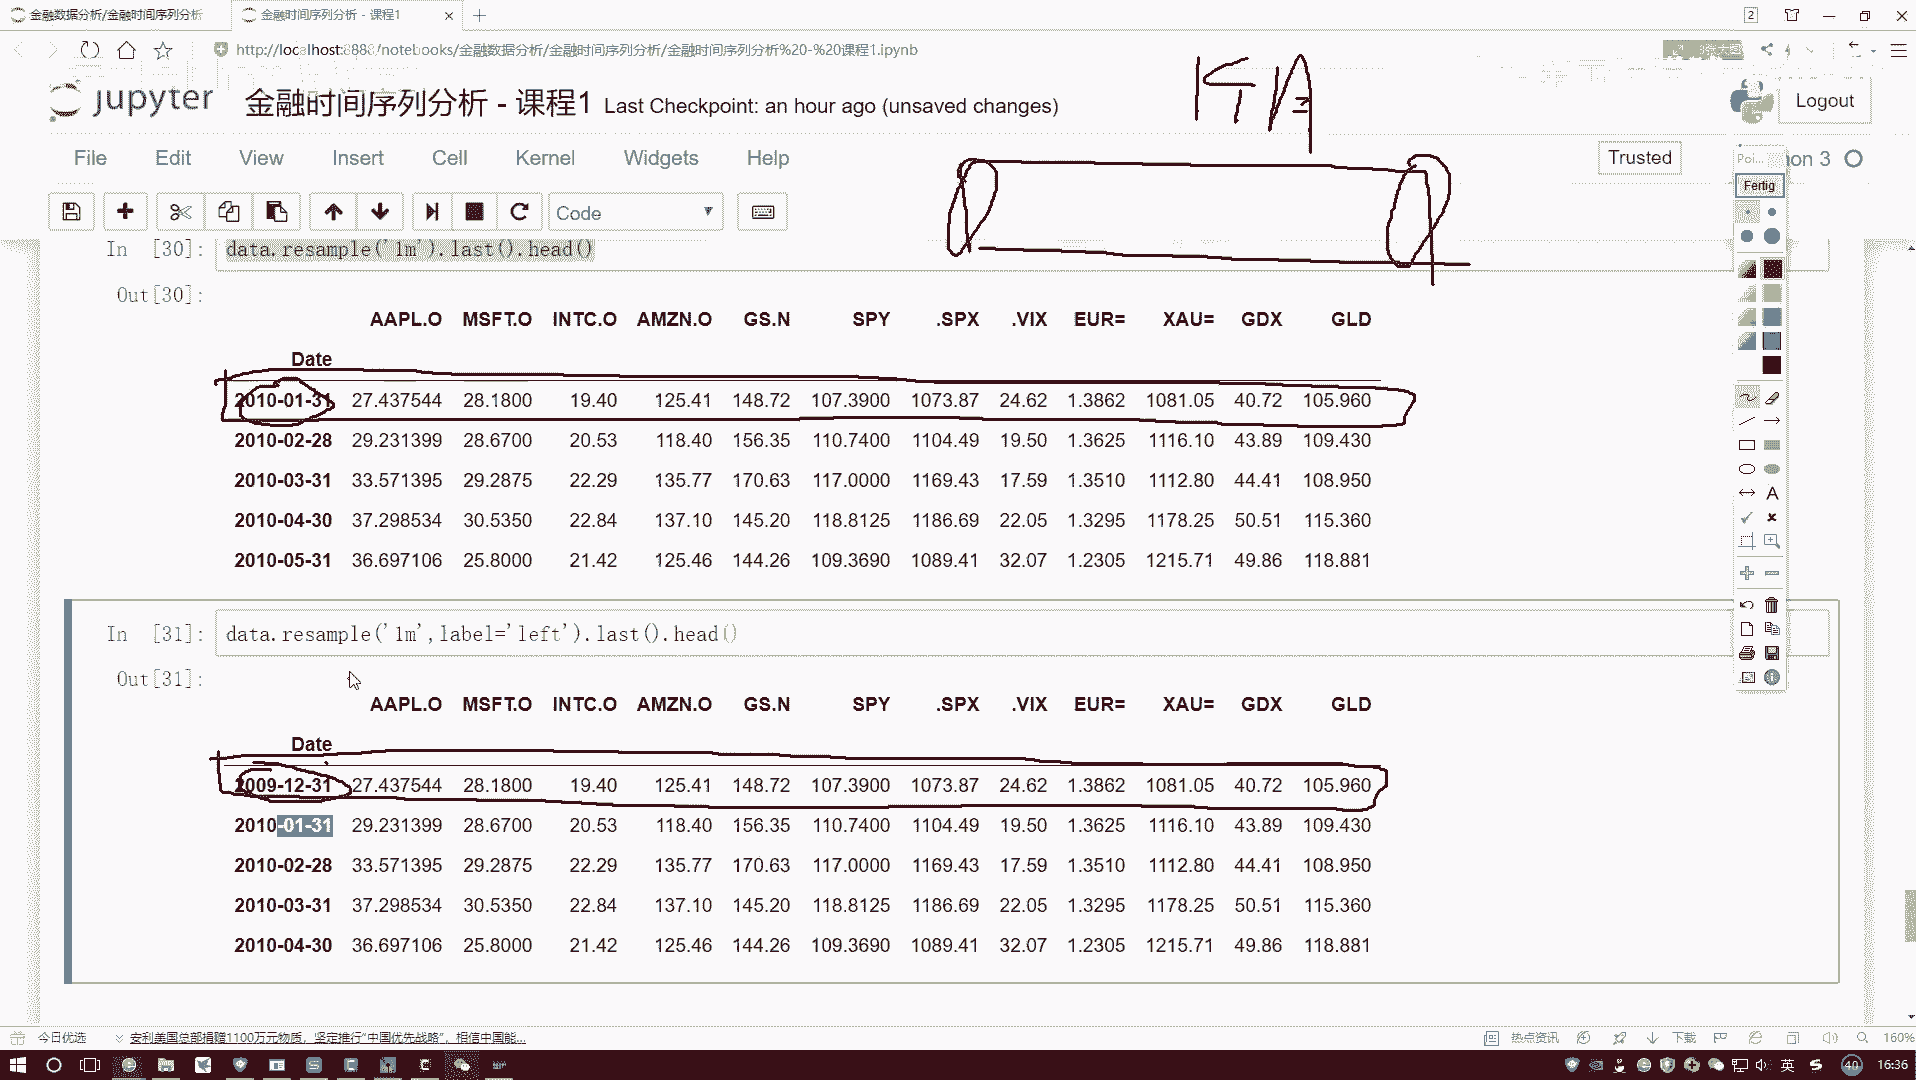 金融数据分析/金融时间序列分析
金融时间序列分析 - 课程1
2
http://localhost:8888/notebooks/金融数据分析/金融时间序列分析/金融时间序列分析%20-%20课程1.ipynb
jupyter 金融时间序列分析 - 课程1 Last Checkpoint: an hour ago (unsaved changes)
Logout
File Edit View Insert Cell Kernel Widgets Help
Trusted
Fertig
Code
In [30]: data.resample('1m').last().head()
Out[30]:
AAPL.O MSFT.O INTC.O AMZN.O GS.N SPY .SPX .VIX EUR= XAU= GDX GLD
Date
2010-01-31 27.437544 28.1800 19.40 125.41 148.72 107.3900 1073.87 24.62 1.3862 1081.05 40.72 105.960
2010-02-28 29.231399 28.6700 20.53 118.40 156.35 110.7400 1104.49 19.50 1.3625 1116.10 43.89 109.430
2010-03-31 33.571395 29.2875 22.29 135.77 170.63 117.0000 1169.43 17.59 1.3510 1112.80 44.41 108.950
2010-04-30 37.298534 30.5350 22.84 137.10 145.20 118.8125 1186.69 22.05 1.3295 1178.25 50.51 115.360
2010-05-31 36.697106 25.8000 21.42 125.46 144.26 109.3690 1089.41 32.07 1.2305 1215.71 49.86 118.881
In [31]: data.resample('1m',label='left').last().head()
Out[31]:
AAPL.O MSFT.O INTC.O AMZN.O GS.N SPY .SPX .VIX EUR= XAU= GDX GLD
Date
2009-12-31 27.437544 28.1800 19.40 125.41 148.72 107.3900 1073.87 24.62 1.3862 1081.05 40.72 105.960
2010-01-31 29.231399 28.6700 20.53 118.40 156.35 110.7400 1104.49 19.50 1.3625 1116.10 43.89 109.430
2010-02-28 33.571395 29.2875 22.29 135.77 170.63 117.0000 1169.43 17.59 1.3510 1112.80 44.41 108.950
2010-03-31 37.298534 30.5350 22.84 137.10 145.20 118.8125 1186.69 22.05 1.3295 1178.25 50.51 115.360
2010-04-30 36.697106 25.8000 21.42 125.46 144.26 109.3690 1089.41 32.07 1.2305 1215.71 49.86 118.881
今日优选
安利美国总部捐赠1100万元物质，坚定推行“中国优先战略”，相信中国能...
热点资讯
下载
160%
英
40
16:36